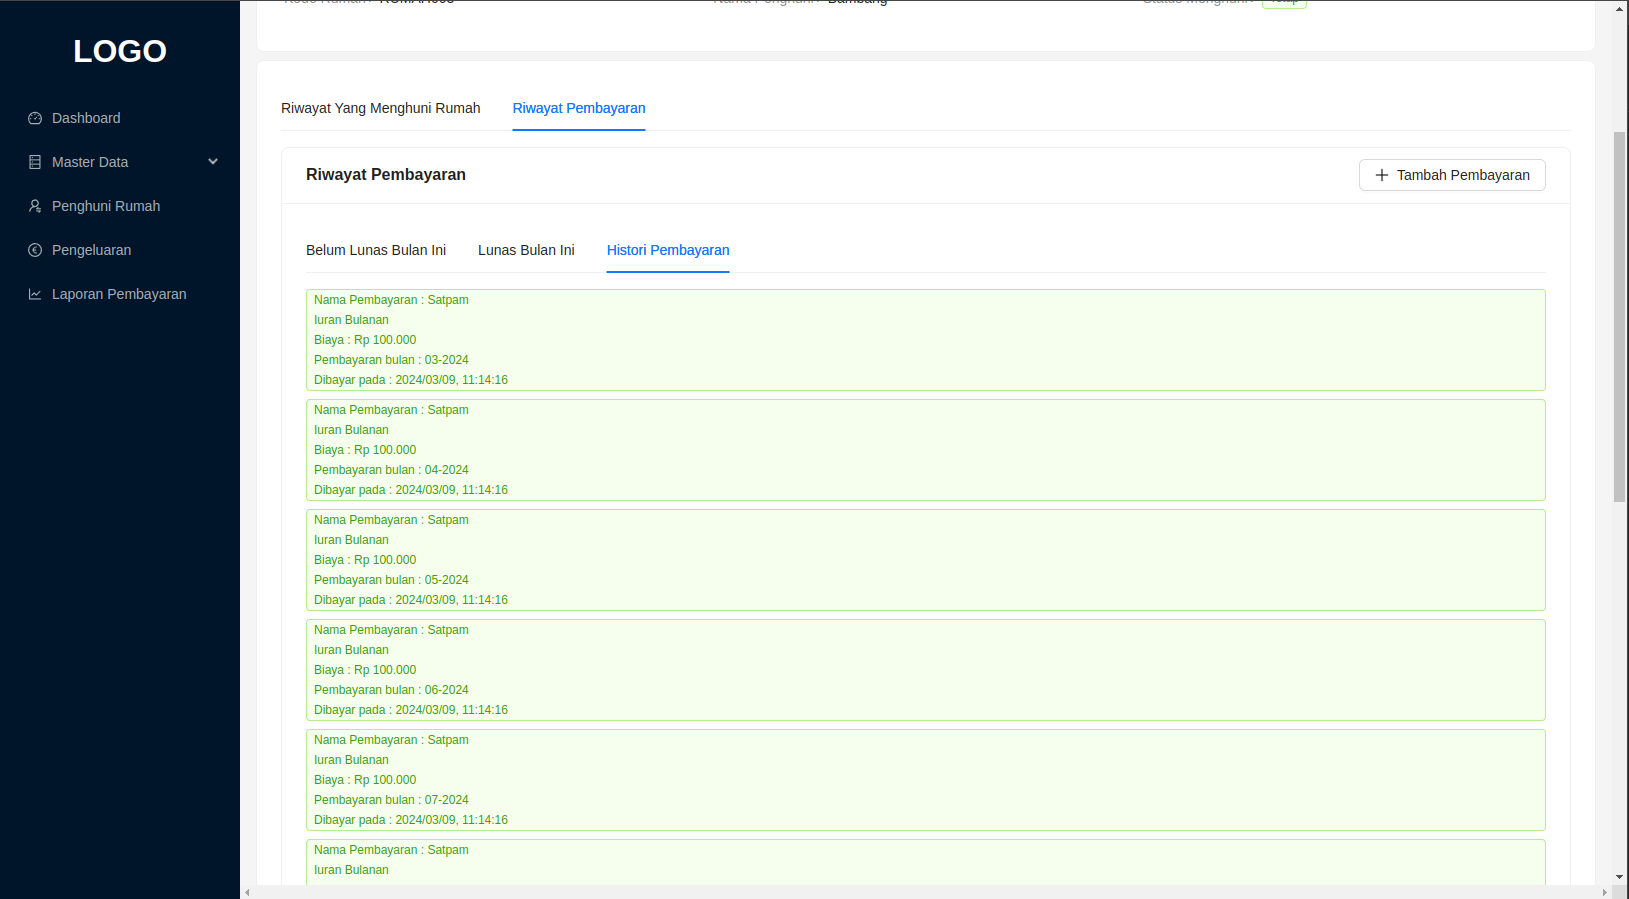 LOGO
Dashboard
Master Data
Penghuni Rumah
Pengeluaran
Laporan Pembayaran
Bambang
Riwayat Yang Menghuni Rumah Riwayat Pembayaran
Riwayat Pembayaran
Tambah Pembayaran
Belum Lunas Bulan Ini Lunas Bulan Ini Histori Pembayaran
Nama Pembayaran : Satpam
Iuran Bulanan
Biaya : Rp 100.000
Pembayaran bulan : 03-2024
Dibayar pada : 2024/03/09, 11:14:16
Nama Pembayaran : Satpam
Iuran Bulanan
Biaya : Rp 100.000
Pembayaran bulan : 04-2024
Dibayar pada : 2024/03/09, 11:14:16
Nama Pembayaran : Satpam
Iuran Bulanan
Biaya : Rp 100.000
Pembayaran bulan : 05-2024
Dibayar pada : 2024/03/09, 11:14:16
Nama Pembayaran : Satpam
Iuran Bulanan
Biaya : Rp 100.000
Pembayaran bulan : 06-2024
Dibayar pada : 2024/03/09, 11:14:16
Nama Pembayaran : Satpam
Iuran Bulanan
Biaya : Rp 100.000
Pembayaran bulan : 07-2024
Dibayar pada : 2024/03/09, 11:14:16
Nama Pembayaran : Satpam
Iuran Bulanan